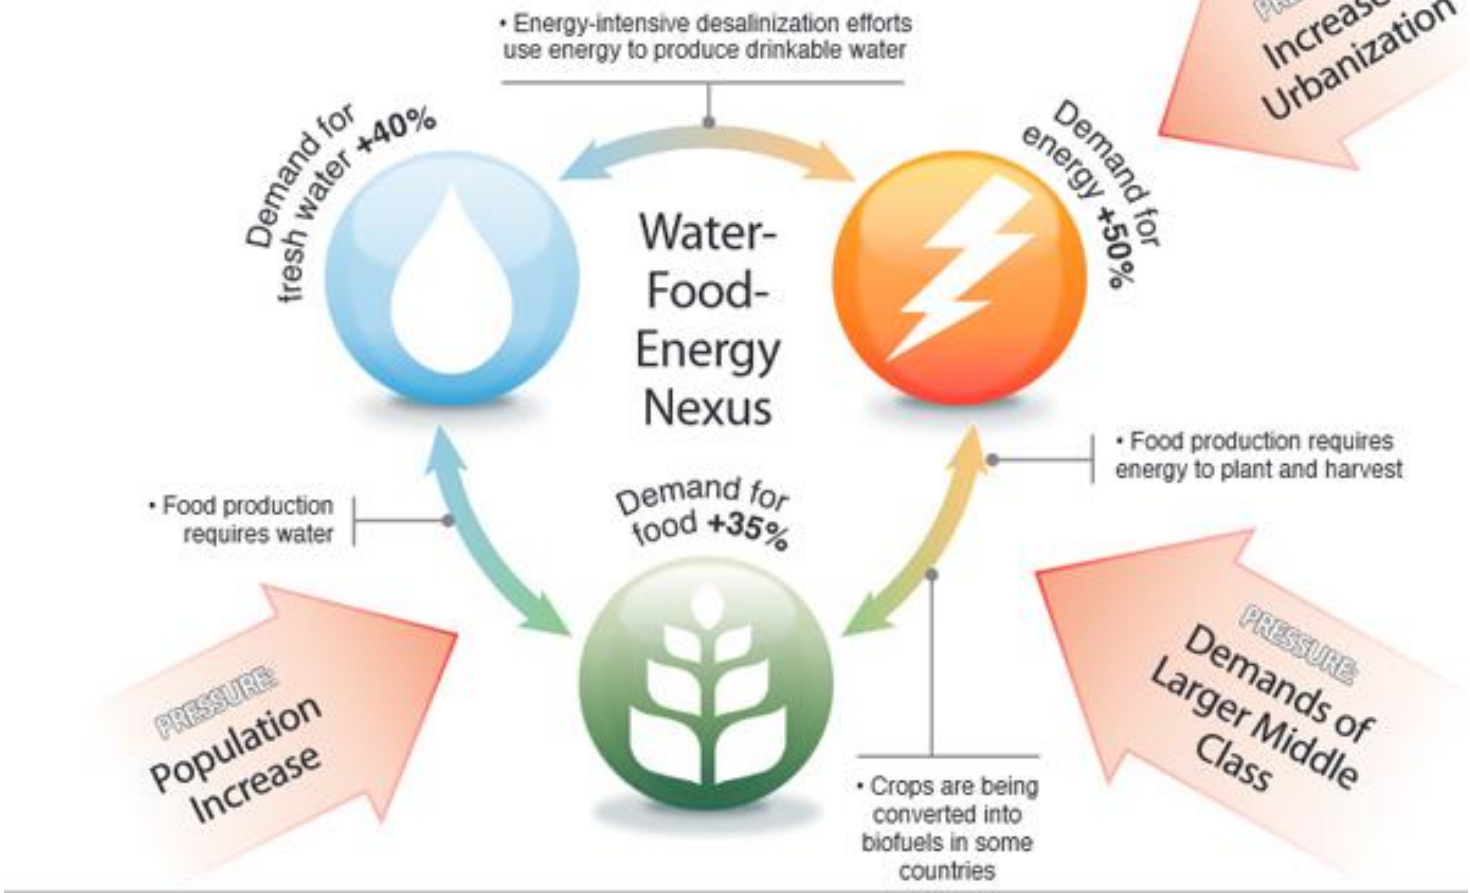 • Energy-intensive desalinization efforts
use energy to produce drinkable water
Increase
Urbanization
Demand for
fresh water +40%
Demand for
energy +50%
Water-
Food-
Energy
Nexus
• Food production requires
energy to plant and harvest
• Food production
requires water
Demand for
food +35%
PRESSURE:
Population
Increase
PRESSURE:
Demands of
Larger Middle
Class
• Crops are being
converted into
biofuels in some
countries